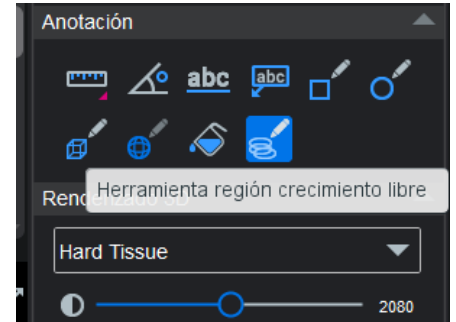 Anotación
abc
abc
Herramienta región crecimiento libre
Hard Tissue
2080